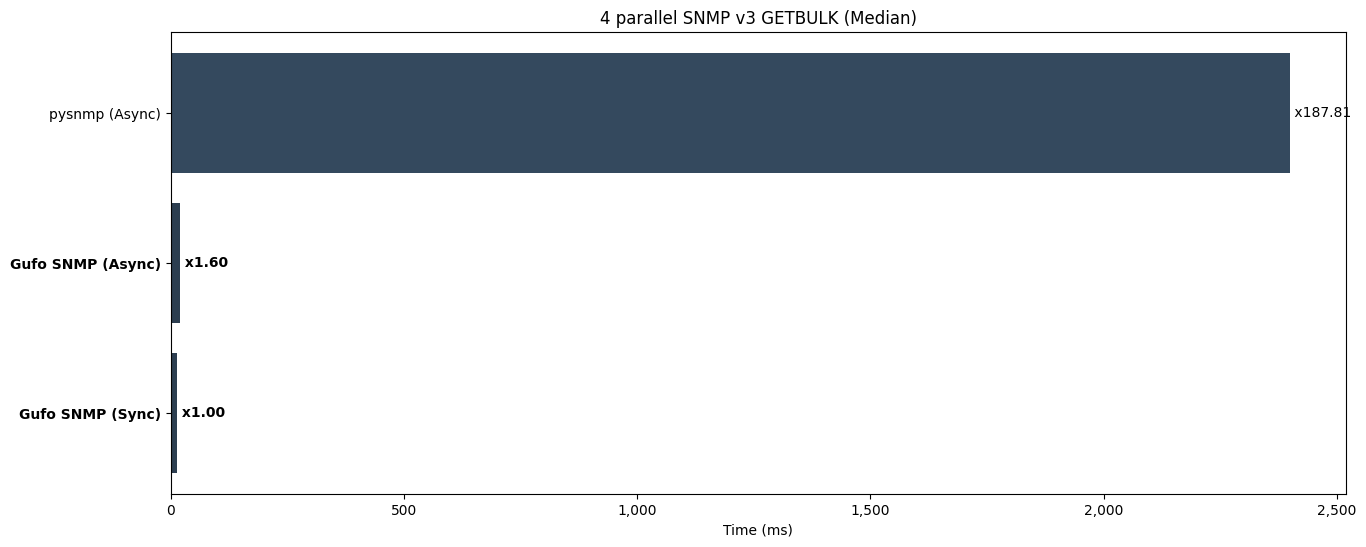 4 parallel SNMP v3 GETBULK (Median)
pysnmp (Async)
x187.81
Gufo SNMP (Async)
x1.60
Gufo SNMP (Sync)
x1.00
0
500
1,000
1,500
2,000
2,500
Time (ms)